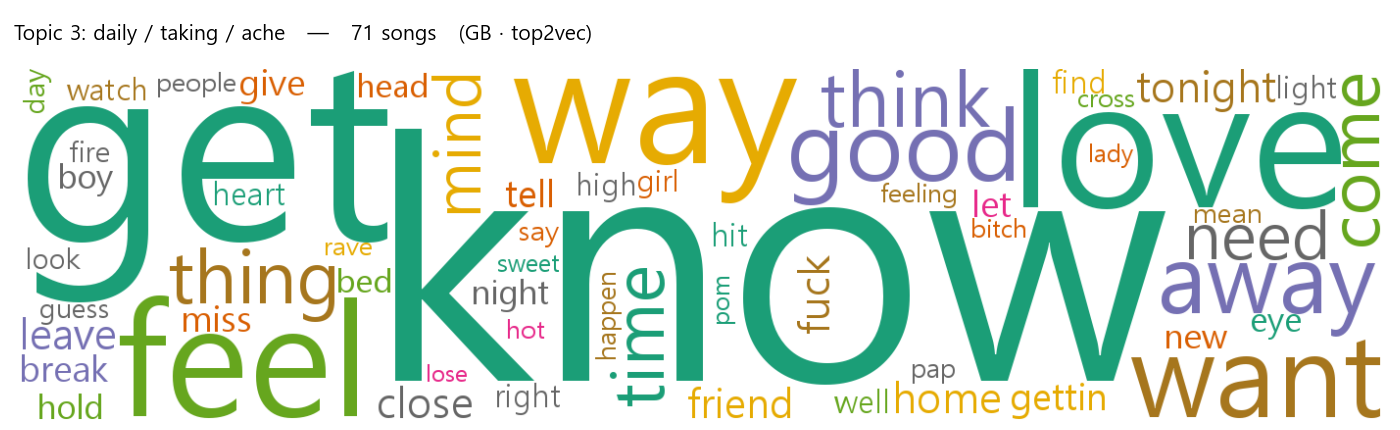 Topic 3: daily / taking / ache — 71 songs (GB · top2vec)
day
watch
people
give
head
mind
way
think
good
love
find
cross
tonight
light
come
get
fire
boy
heart
tell
high
girl
feeling
let
bitch
lady
mean
need
know
look
thing
rave
bed
say
sweet
night
hot
hit
pom
fuck
happen
time
away
eye
new
want
guess
leave
miss
feel
break
hold
lose
close
right
friend
pap
well
home
gettin